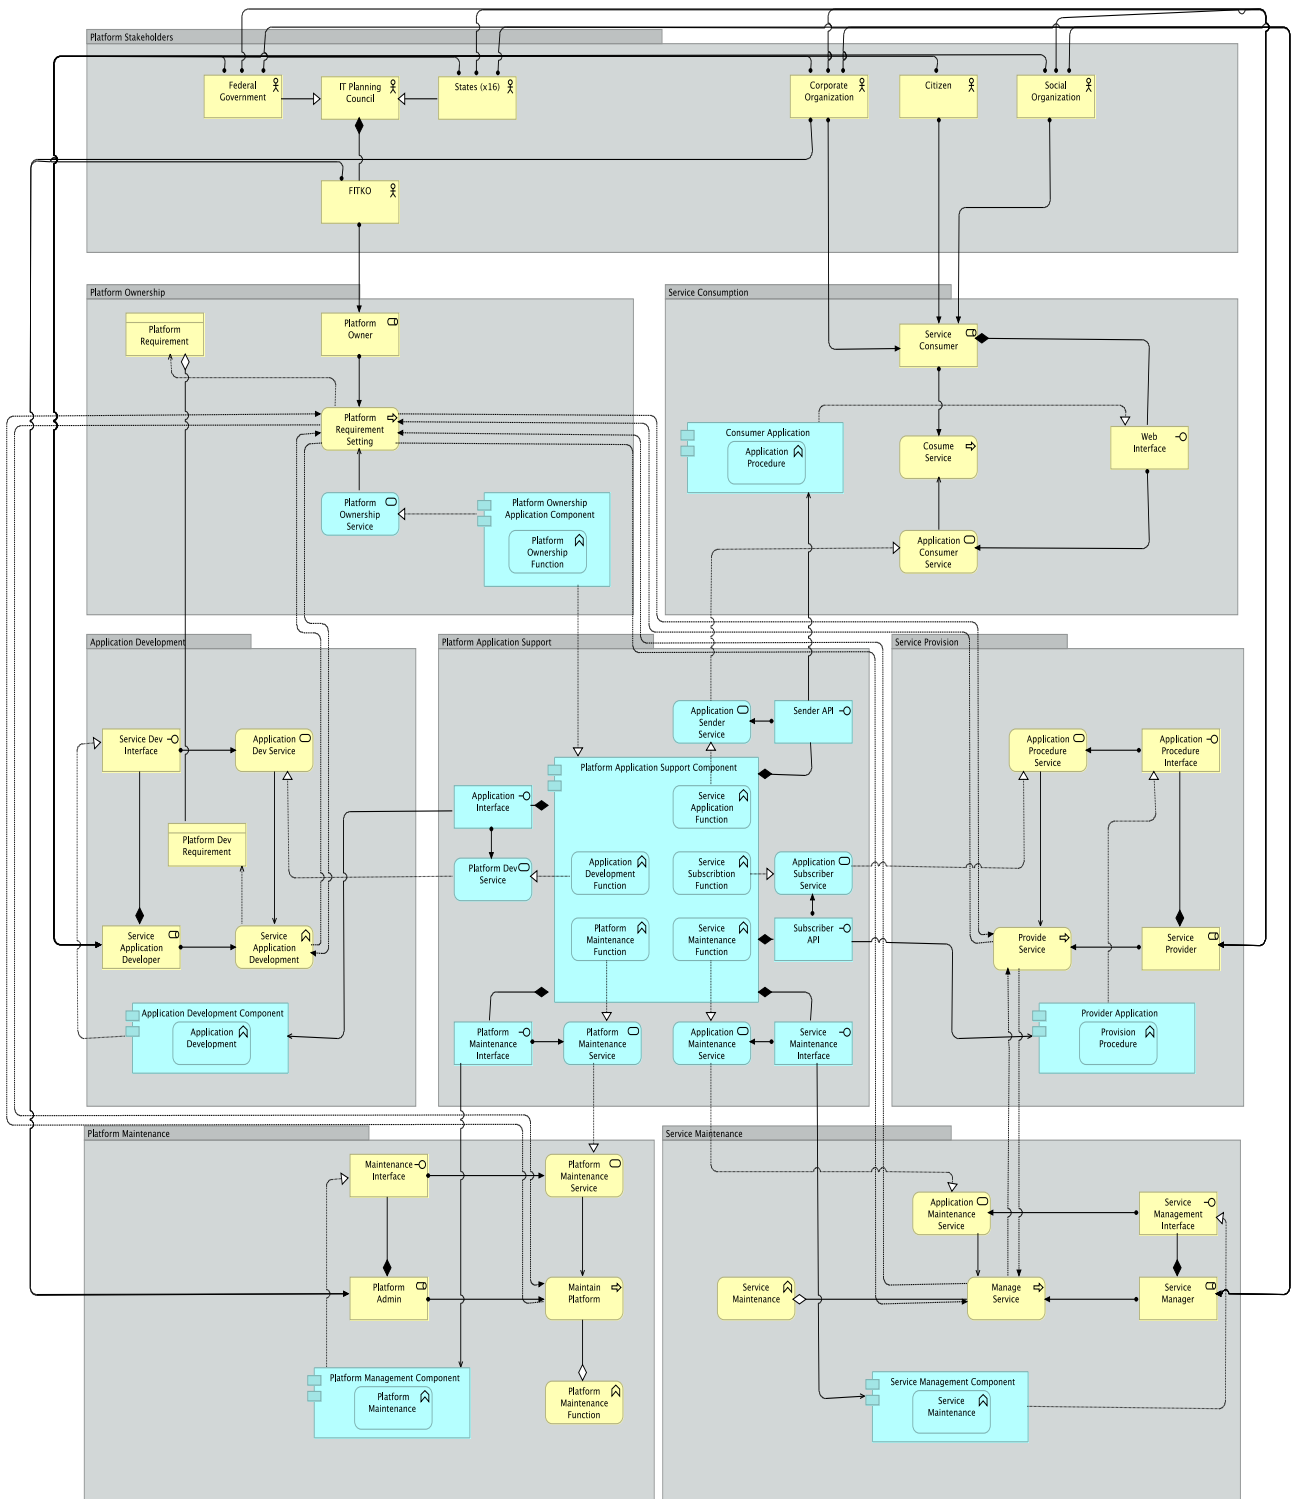 Platform Stakeholders
Federal
Government
IT Planning
Council
States (x16)
Corporate
Organization
Citizen
Social
Organization
FITKO
Platform Ownership
Platform
Requirement
Platform
Owner
Platform
Requirement
Setting
Platform
Ownership
Service
Platform Ownership
Application Component
Platform
Ownership
Function
Service Consumption
Service
Consumer
Consumer Application
Application
Procedure
Cosume
Service
Web
Interface
Application
Consumer
Service
Application Development
Service Dev
Interface
Application
Dev Service
Platform Dev
Requirement
Service
Application
Developer
Service
Application
Development
Application Development Component
Application
Development
Platform Application Support
Application
Sender
Service
Sender API
Platform Application Support Component
Application
Interface
Service
Application
Function
Platform Dev
Service
Application
Development
Function
Service
Subscribtion
Function
Application
Subscriber
Service
Platform
Maintenance
Function
Service
Maintenance
Function
Subscriber
API
Platform
Maintenance
Interface
Platform
Maintenance
Service
Application
Maintenance
Service
Service
Maintenance
Interface
Service Provision
Application
Procedure
Service
Application
Procedure
Interface
Provide
Service
Service
Provider
Provider Application
Provision
Procedure
Platform Maintenance
Maintenance
Interface
Platform
Maintenance
Service
Platform
Admin
Maintain
Platform
Platform Management Component
Platform
Maintenance
Platform
Maintenance
Function
Service Maintenance
Application
Maintenance
Service
Service
Management
Interface
Service
Maintenance
Manage
Service
Service
Manager
Service Management Component
Service
Maintenance